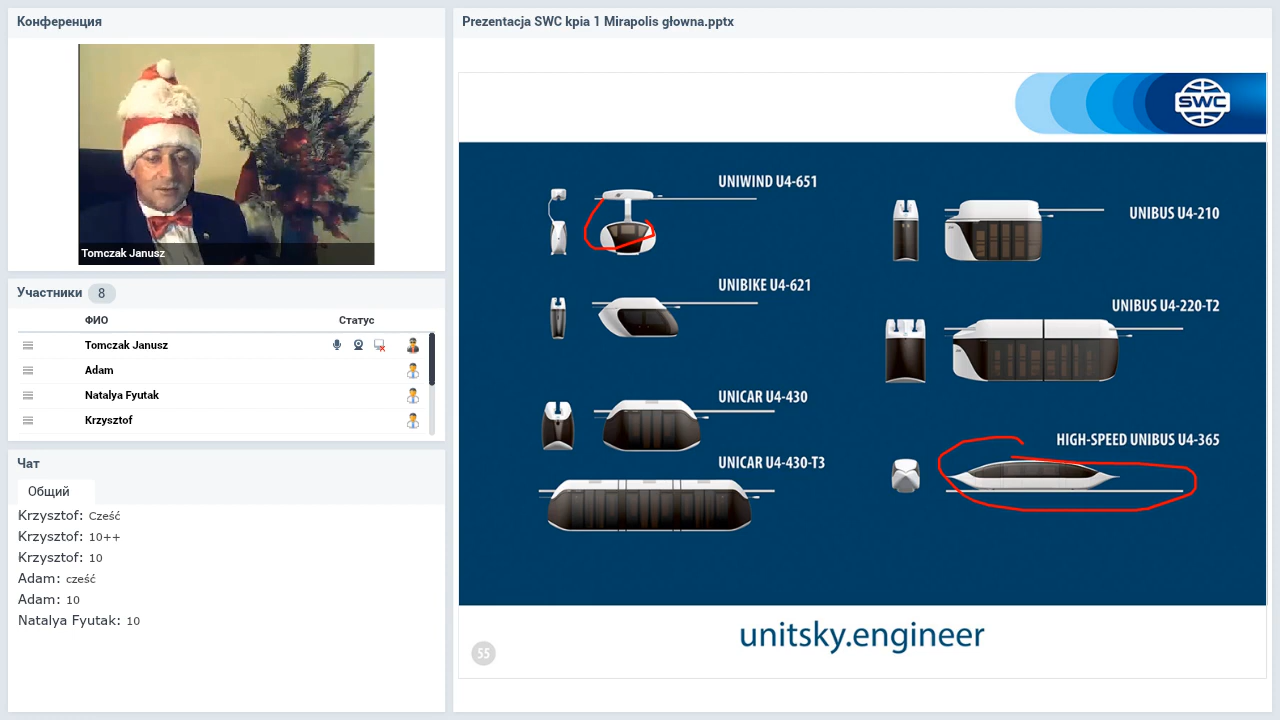 Конференция
Tomczak Janusz
Участники 8
ФИО Статус
Tomczak Janusz
Adam
Natalya Fyutak
Krzysztof
Чат
Общий
Krzysztof: Cześć
Krzysztof: 10++
Krzysztof: 10
Adam: cześć
Adam: 10
Natalya Fyutak: 10
Prezentacja SWC kpia 1 Mirapolis głowna.pptx
SWC
UNIWIND U4-651
UNIBIKE U4-621
UNICAR U4-430
UNICAR U4-430-T3
UNIBUS U4-210
UNIBUS U4-220-T2
HIGH-SPEED UNIBUS U4-365
unitsky.engineer
55